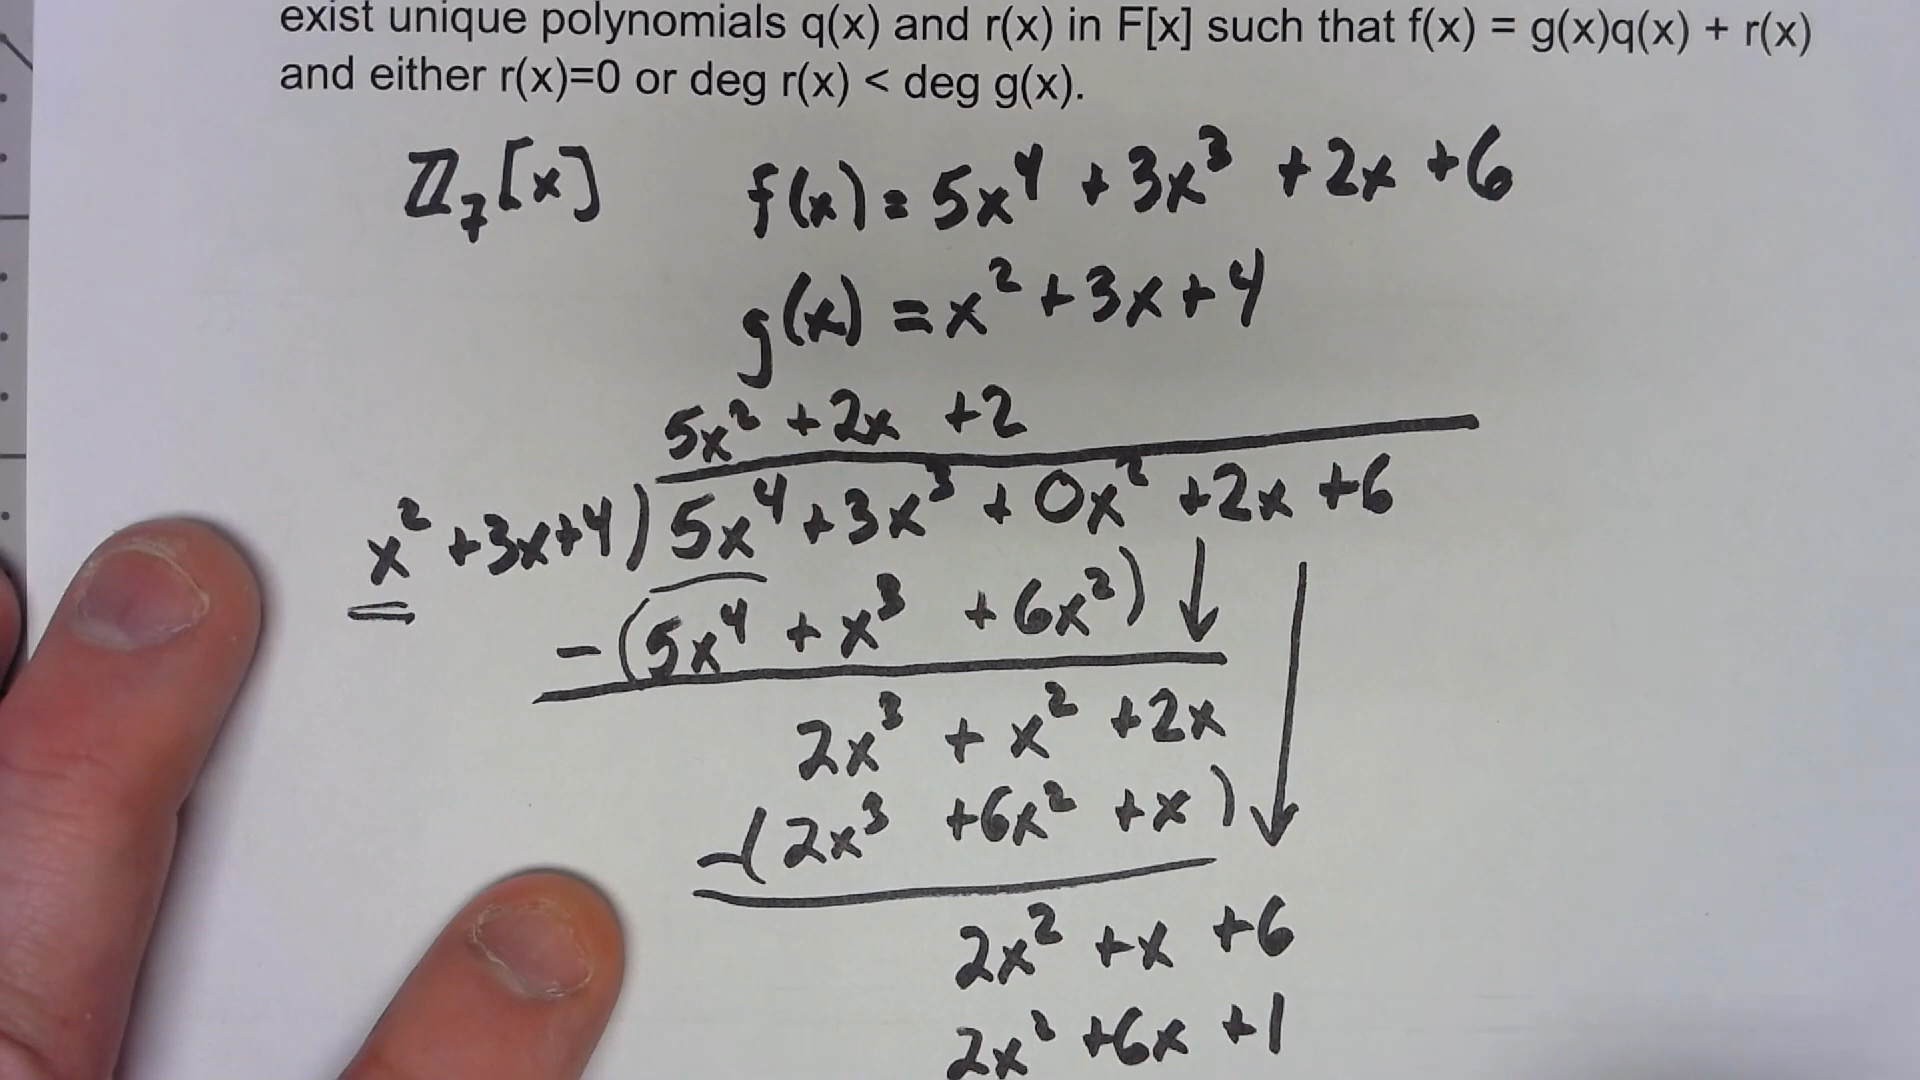 exist unique polynomials q(x) and r(x) in F[x] such that f(x) = g(x)q(x) + r(x)
and either r(x)=0 or deg r(x) < deg g(x).
ℤ₇[x] f(x) = 5x⁴ + 3x³ + 2x + 6
g(x) = x² + 3x + 4
5x² + 2x + 2
x² + 3x + 4 ) 5x⁴ + 3x³ + 0x² + 2x + 6
- (5x⁴ + x³ + 6x²)
2x³ + x² + 2x
- (2x³ + 6x² + x)
2x² + x + 6
2x² + 6x + 1